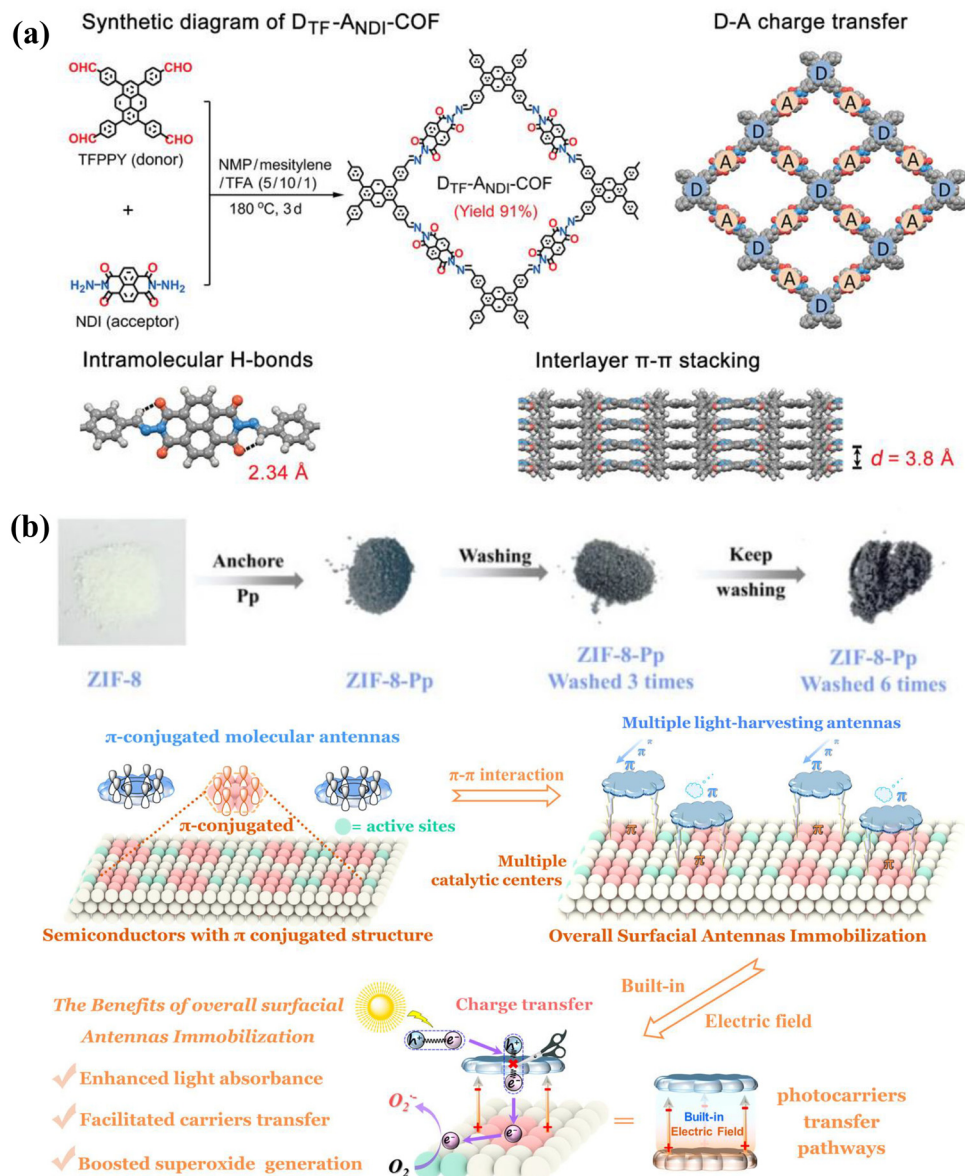 (a)
Synthetic diagram of D_TF-A_NDI-COF
D-A charge transfer
OHC
CHO
OHC
CHO
TFPPY (donor)
+
H₂N-N
N-NH₂
O
O
O
O
NDI (acceptor)
NMP/mesitylene
/TFA (5/10/1)
180 °C, 3 d
D_TF-A_NDI-COF
(Yield 91%)
D
A
A
D
D
A
A
A
A
D
D
D
A
A
A
A
D
D
A
A
D
Intramolecular H-bonds
2.34 Å
Interlayer π-π stacking
d = 3.8 Å
(b)
Anchore
Pp
Washing
Keep
washing
ZIF-8
ZIF-8-Pp
ZIF-8-Pp
Washed 3 times
ZIF-8-Pp
Washed 6 times
π-conjugated molecular antennas
π-conjugated
= active sites
Semiconductors with π conjugated structure
π-π interaction
Multiple light-harvesting antennas
π
π
π
π
π
π
π
π
π
π
Multiple
catalytic centers
Overall Surfacial Antennas Immobilization
Built-in
Electric field
The Benefits of overall surfacial
Antennas Immobilization
Enhanced light absorbance
Facilitated carriers transfer
Boosted superoxide generation
Charge transfer
h⁺
e⁻
h⁺
e⁻
e⁻
e⁻
O₂·⁻
O₂
- -
+ +
=
- -
Built-in
Electric Field
+ +
photocarriers
transfer
pathways